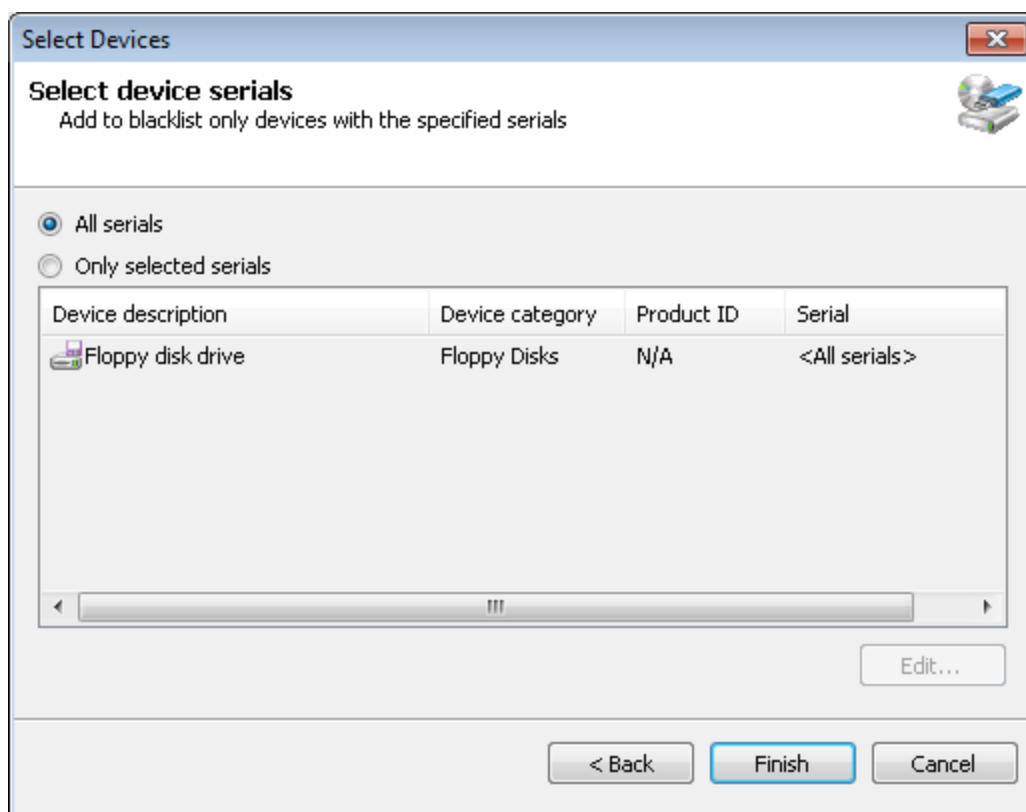 Select Devices
Select device serials
Add to blacklist only devices with the specified serials
All serials
Only selected serials
Device description Device category Product ID Serial
Floppy disk drive Floppy Disks N/A <All serials>
Edit...
< Back Finish Cancel